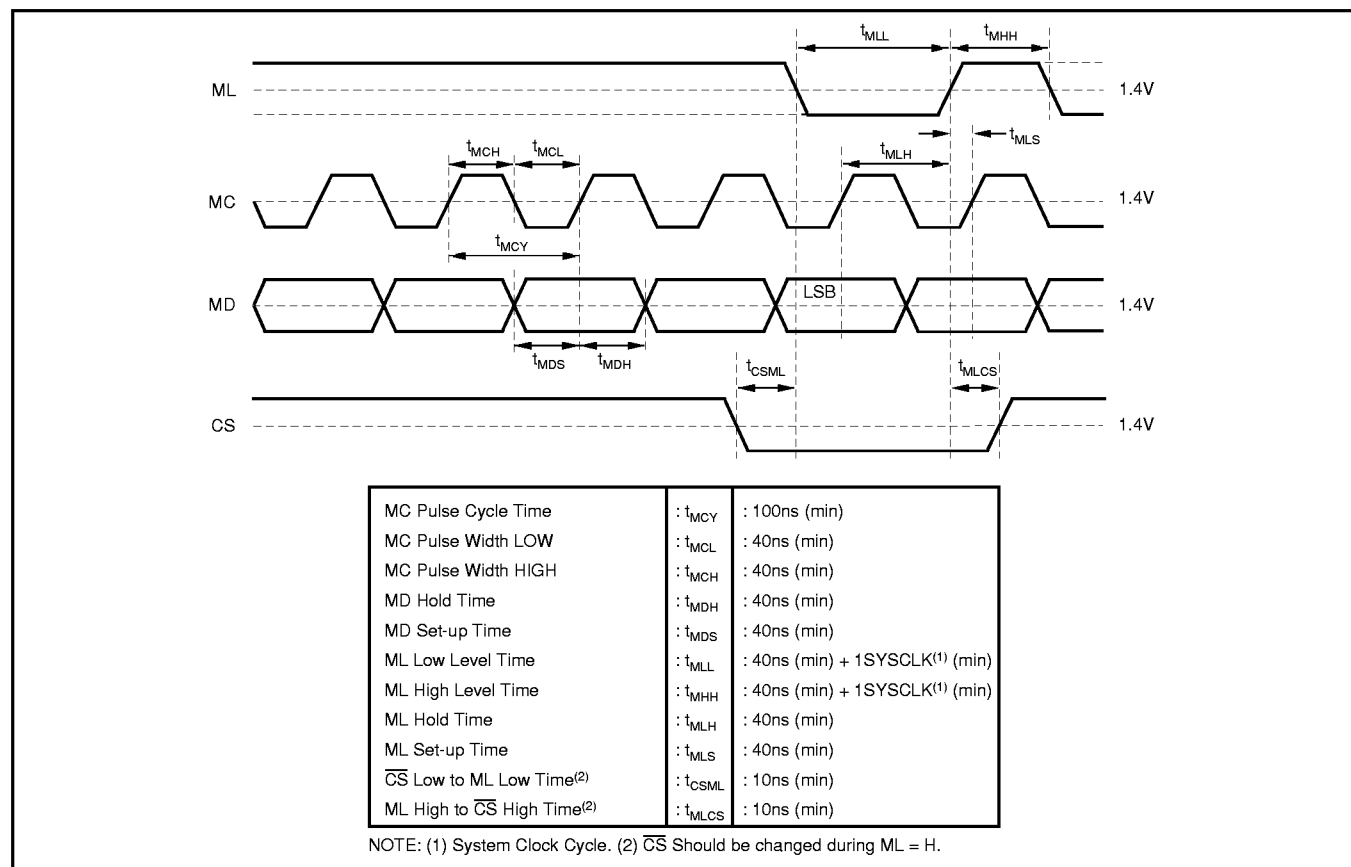 tMLL tMHH
ML 1.4V
tMCH tMCL tMLH tMLS
MC 1.4V
tMCY
MD LSB 1.4V
tMDS tMDH tCSML tMLCS
CS 1.4V
MC Pulse Cycle Time : tMCY : 100ns (min)
MC Pulse Width LOW : tMCL : 40ns (min)
MC Pulse Width HIGH : tMCH : 40ns (min)
MD Hold Time : tMDH : 40ns (min)
MD Set-up Time : tMDS : 40ns (min)
ML Low Level Time : tMLL : 40ns (min) + 1SYSCLK(1) (min)
ML High Level Time : tMHH : 40ns (min) + 1SYSCLK(1) (min)
ML Hold Time : tMLH : 40ns (min)
ML Set-up Time : tMLS : 40ns (min)
C̅S̅ Low to ML Low Time(2) : tCSML : 10ns (min)
ML High to C̅S̅ High Time(2) : tMLCS : 10ns (min)
NOTE: (1) System Clock Cycle. (2) C̅S̅ Should be changed during ML = H.